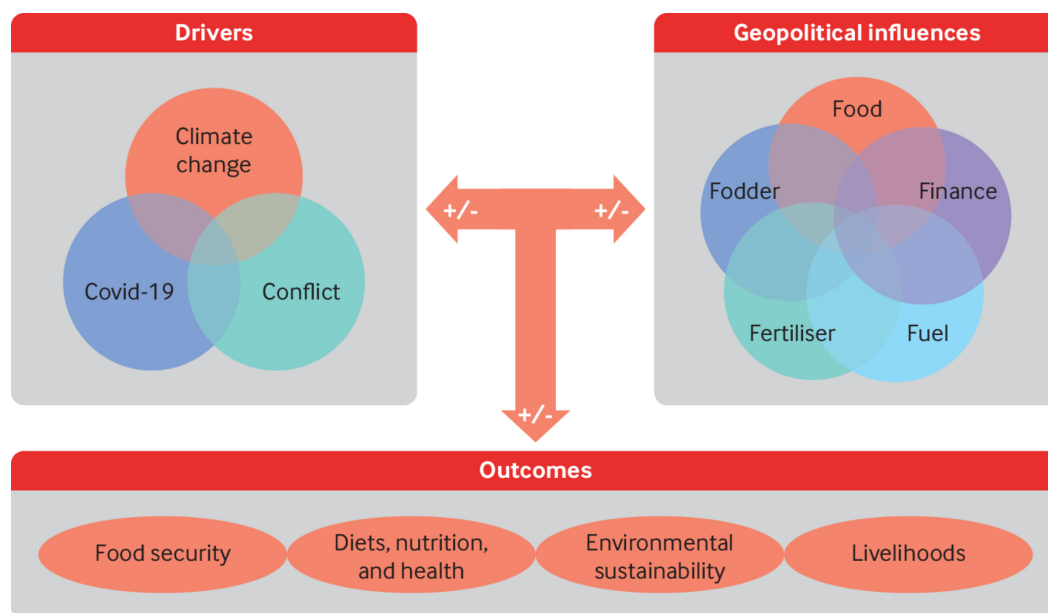 Drivers
Geopolitical influences
Climate
change
Covid-19
Conflict
+/-
+/-
+/-
Food
Fodder
Finance
Fertiliser
Fuel
Outcomes
Food security
Diets, nutrition,
and health
Environmental
sustainability
Livelihoods